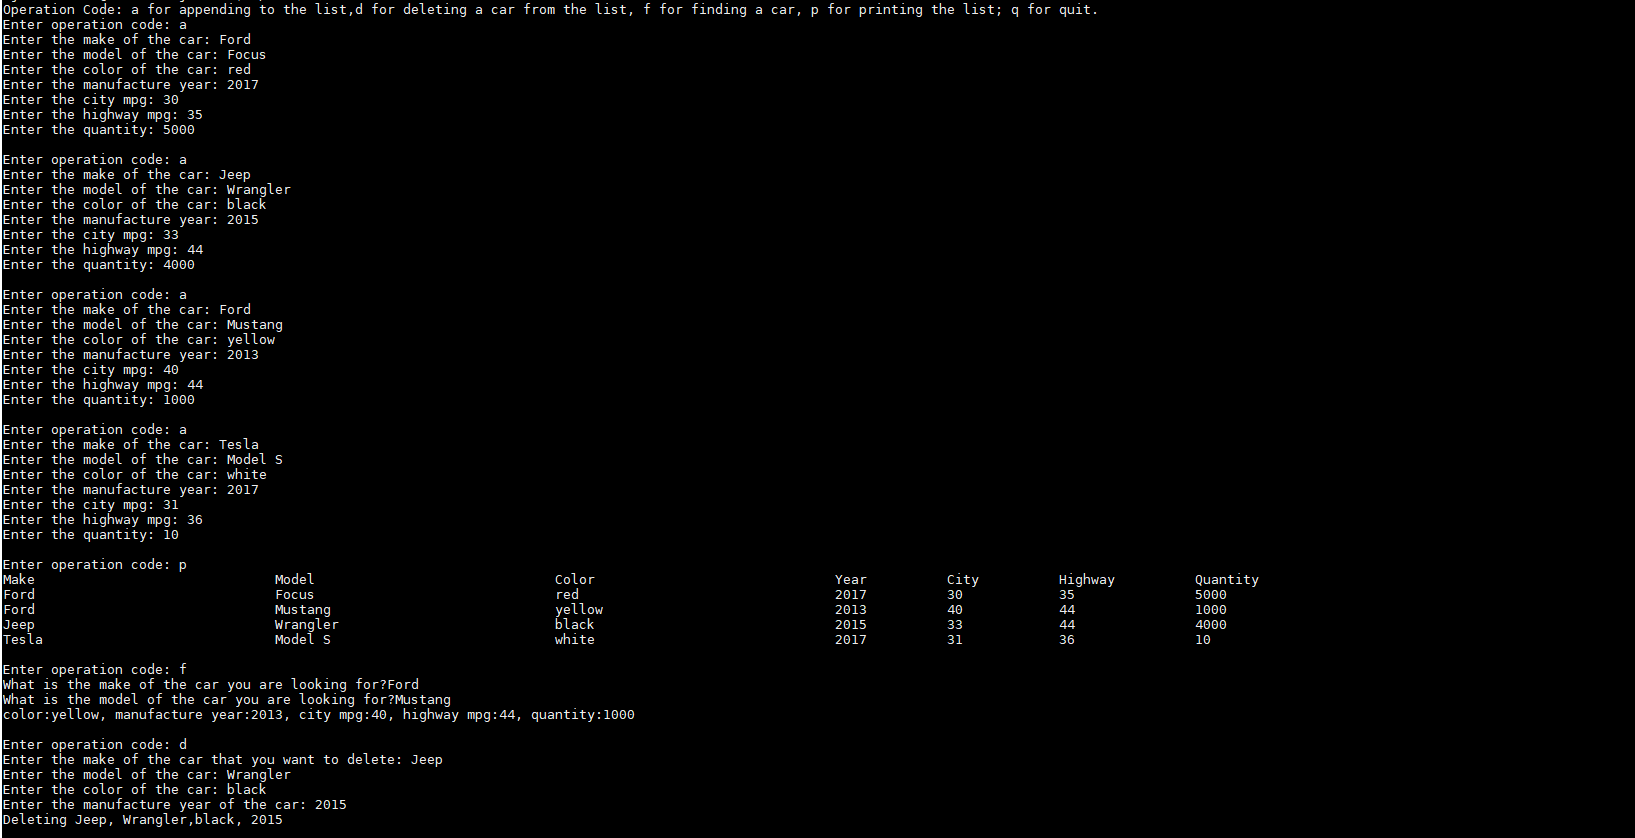 Operation Code: a for appending to the list,d for deleting a car from the list, f for finding a car, p for printing the list; q for quit.
Enter operation code: a
Enter the make of the car: Ford
Enter the model of the car: Focus
Enter the color of the car: red
Enter the manufacture year: 2017
Enter the city mpg: 30
Enter the highway mpg: 35
Enter the quantity: 5000

Enter operation code: a
Enter the make of the car: Jeep
Enter the model of the car: Wrangler
Enter the color of the car: black
Enter the manufacture year: 2015
Enter the city mpg: 33
Enter the highway mpg: 44
Enter the quantity: 4000

Enter operation code: a
Enter the make of the car: Ford
Enter the model of the car: Mustang
Enter the color of the car: yellow
Enter the manufacture year: 2013
Enter the city mpg: 40
Enter the highway mpg: 44
Enter the quantity: 1000

Enter operation code: a
Enter the make of the car: Tesla
Enter the model of the car: Model S
Enter the color of the car: white
Enter the manufacture year: 2017
Enter the city mpg: 31
Enter the highway mpg: 36
Enter the quantity: 10

Enter operation code: p
Make Model Color Year City Highway Quantity
Ford Focus red 2017 30 35 5000
Ford Mustang yellow 2013 40 44 1000
Jeep Wrangler black 2015 33 44 4000
Tesla Model S white 2017 31 36 10

Enter operation code: f
What is the make of the car you are looking for?Ford
What is the model of the car you are looking for?Mustang
color:yellow, manufacture year:2013, city mpg:40, highway mpg:44, quantity:1000

Enter operation code: d
Enter the make of the car that you want to delete: Jeep
Enter the model of the car: Wrangler
Enter the color of the car: black
Enter the manufacture year of the car: 2015
Deleting Jeep, Wrangler,black, 2015